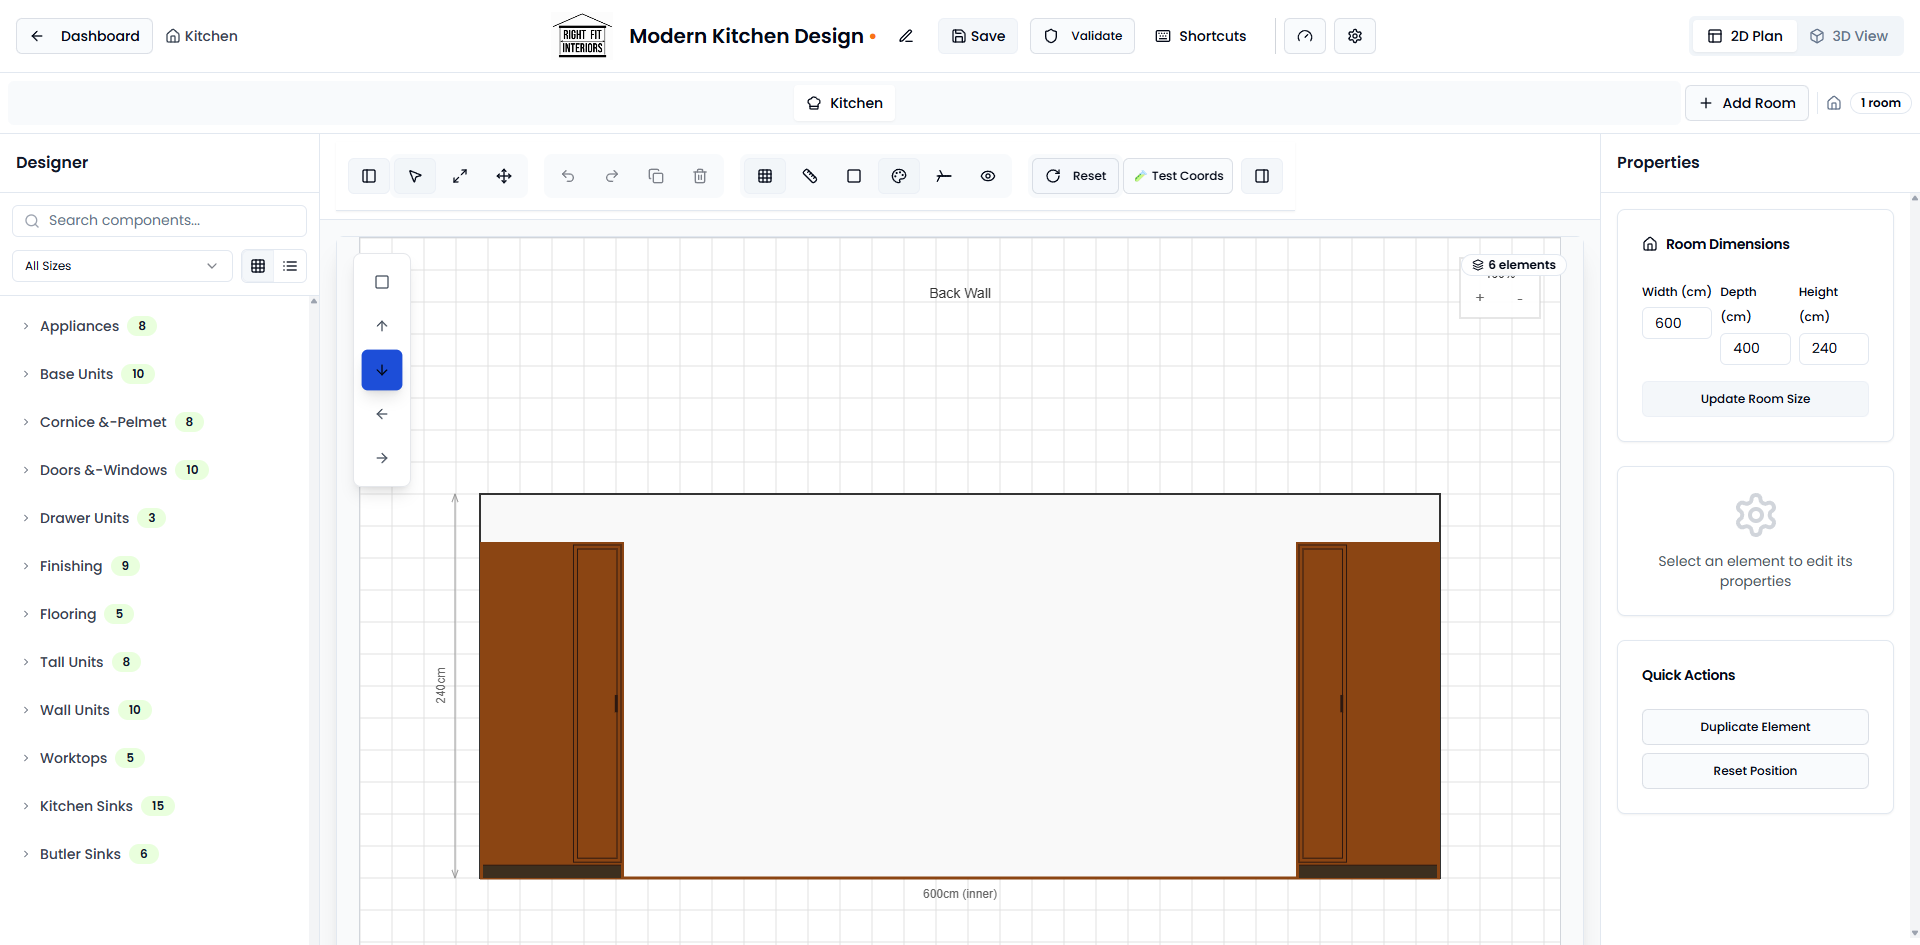 Dashboard
Kitchen
RIGHT FIT
INTERIORS
Modern Kitchen Design
Save
Validate
Shortcuts
2D Plan
3D View
Kitchen
Add Room
1 room
Designer
Search components...
All Sizes
Appliances 8
Base Units 10
Cornice &-Pelmet 8
Doors &-Windows 10
Drawer Units 3
Finishing 9
Flooring 5
Tall Units 8
Wall Units 10
Worktops 5
Kitchen Sinks 15
Butler Sinks 6
Reset
Test Coords
6 elements
+ -
Back Wall
240cm
600cm (inner)
Properties
Room Dimensions
Width (cm)
600
Depth
(cm)
400
Height
(cm)
240
Update Room Size
Select an element to edit its
properties
Quick Actions
Duplicate Element
Reset Position